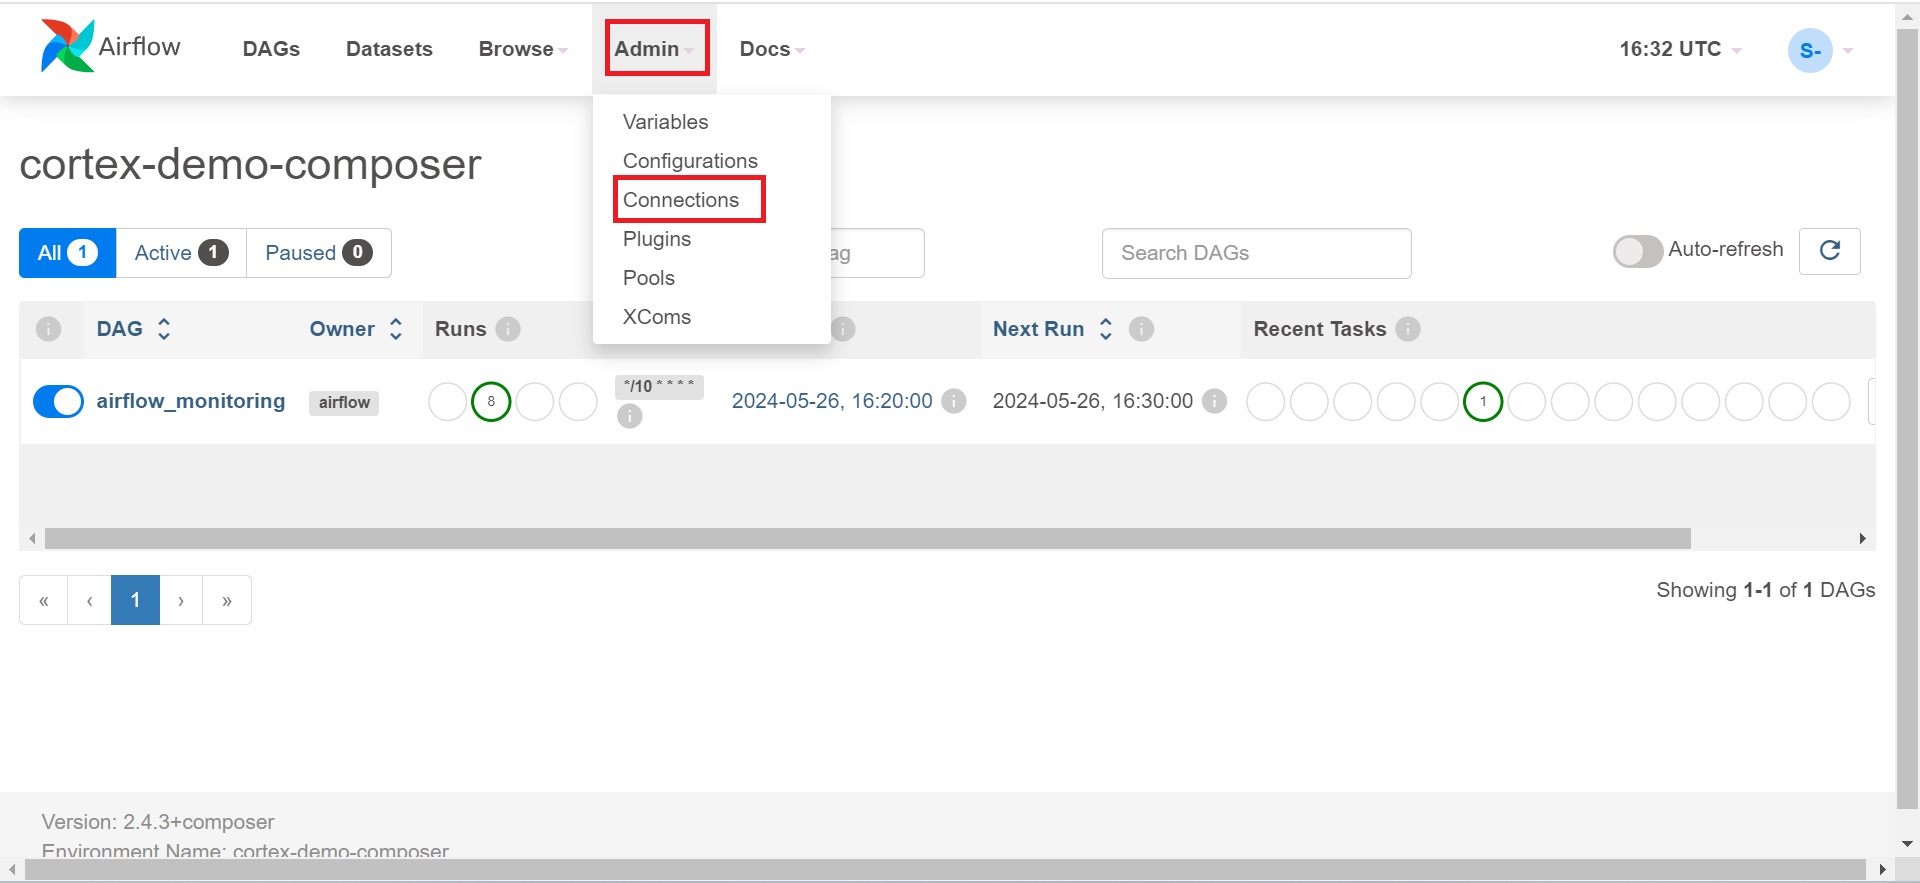 Airflow DAGs Datasets Browse Admin Docs 16:32 UTC S-
Variables
cortex-demo-composer
Configurations
Connections
Plugins
All 1 Active 1 Paused 0 ag Search DAGs Auto-refresh
Pools
XComs
DAG Owner Runs Next Run Recent Tasks
airflow_monitoring airflow 8 */10 * * * * 2024-05-26, 16:20:00 2024-05-26, 16:30:00 1
« ‹ 1 › »
Showing 1-1 of 1 DAGs
Version: 2.4.3+composer
Environment Name: cortex-demo-composer